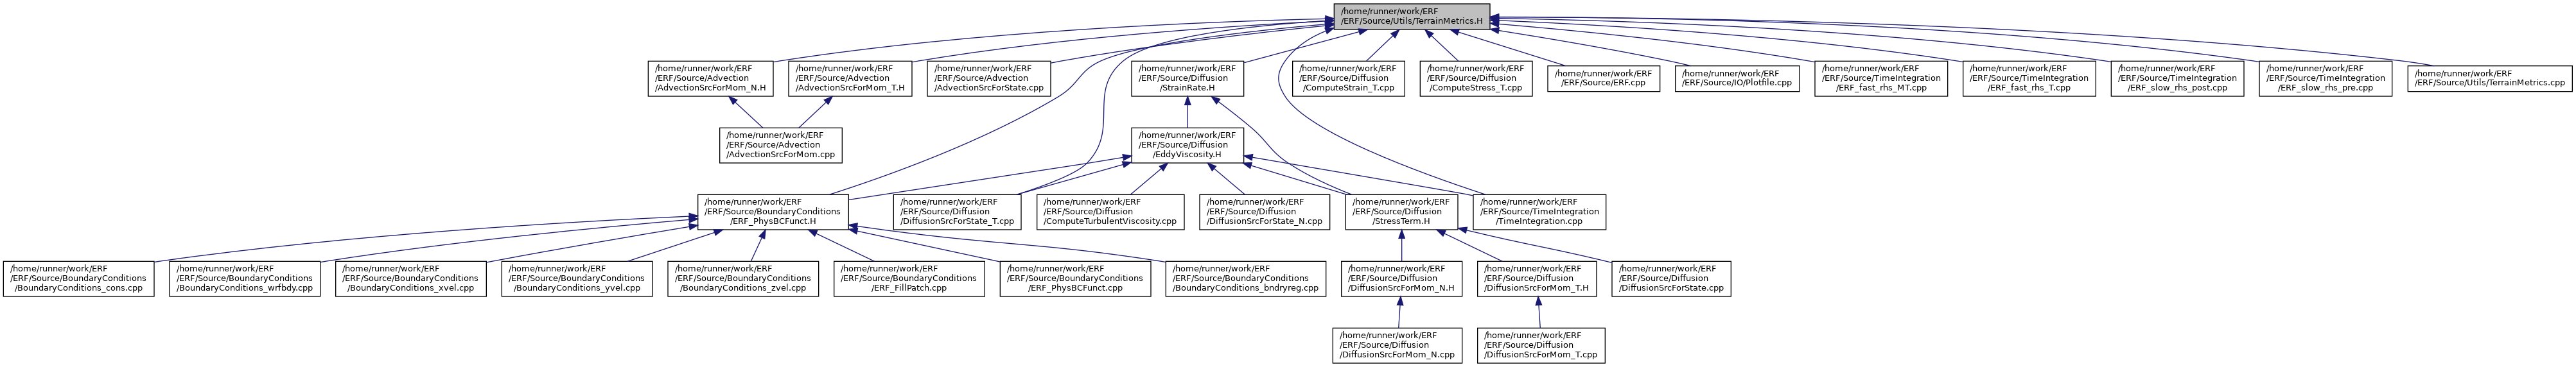 /home/runner/work/ERF
/ERF/Source/Utils/TerrainMetrics.H
/home/runner/work/ERF
/ERF/Source/Advection
/AdvectionSrcForMom_N.H
/home/runner/work/ERF
/ERF/Source/Advection
/AdvectionSrcForMom_T.H
/home/runner/work/ERF
/ERF/Source/Advection
/AdvectionSrcForState.cpp
/home/runner/work/ERF
/ERF/Source/Diffusion
/StrainRate.H
/home/runner/work/ERF
/ERF/Source/Diffusion
/ComputeStrain_T.cpp
/home/runner/work/ERF
/ERF/Source/Diffusion
/ComputeStress_T.cpp
/home/runner/work/ERF
/ERF/Source/ERF.cpp
/home/runner/work/ERF
/ERF/Source/IO/Plotfile.cpp
/home/runner/work/ERF
/ERF/Source/TimeIntegration
/ERF_fast_rhs_MT.cpp
/home/runner/work/ERF
/ERF/Source/TimeIntegration
/ERF_fast_rhs_T.cpp
/home/runner/work/ERF
/ERF/Source/TimeIntegration
/ERF_slow_rhs_post.cpp
/home/runner/work/ERF
/ERF/Source/TimeIntegration
/ERF_slow_rhs_pre.cpp
/home/runner/work/ERF
/ERF/Source/Utils/TerrainMetrics.cpp
/home/runner/work/ERF
/ERF/Source/Advection
/AdvectionSrcForMom.cpp
/home/runner/work/ERF
/ERF/Source/Diffusion
/EddyViscosity.H
/home/runner/work/ERF
/ERF/Source/BoundaryConditions
/ERF_PhysBCFunct.H
/home/runner/work/ERF
/ERF/Source/Diffusion
/DiffusionSrcForState_T.cpp
/home/runner/work/ERF
/ERF/Source/Diffusion
/ComputeTurbulentViscosity.cpp
/home/runner/work/ERF
/ERF/Source/Diffusion
/DiffusionSrcForState_N.cpp
/home/runner/work/ERF
/ERF/Source/Diffusion
/StressTerm.H
/home/runner/work/ERF
/ERF/Source/TimeIntegration
/TimeIntegration.cpp
/home/runner/work/ERF
/ERF/Source/BoundaryConditions
/BoundaryConditions_cons.cpp
/home/runner/work/ERF
/ERF/Source/BoundaryConditions
/BoundaryConditions_wrfbdy.cpp
/home/runner/work/ERF
/ERF/Source/BoundaryConditions
/BoundaryConditions_xvel.cpp
/home/runner/work/ERF
/ERF/Source/BoundaryConditions
/BoundaryConditions_yvel.cpp
/home/runner/work/ERF
/ERF/Source/BoundaryConditions
/BoundaryConditions_zvel.cpp
/home/runner/work/ERF
/ERF/Source/BoundaryConditions
/ERF_FillPatch.cpp
/home/runner/work/ERF
/ERF/Source/BoundaryConditions
/ERF_PhysBCFunct.cpp
/home/runner/work/ERF
/ERF/Source/BoundaryConditions
/BoundaryConditions_bndryreg.cpp
/home/runner/work/ERF
/ERF/Source/Diffusion
/DiffusionSrcForMom_N.H
/home/runner/work/ERF
/ERF/Source/Diffusion
/DiffusionSrcForMom_T.H
/home/runner/work/ERF
/ERF/Source/Diffusion
/DiffusionSrcForState.cpp
/home/runner/work/ERF
/ERF/Source/Diffusion
/DiffusionSrcForMom_N.cpp
/home/runner/work/ERF
/ERF/Source/Diffusion
/DiffusionSrcForMom_T.cpp